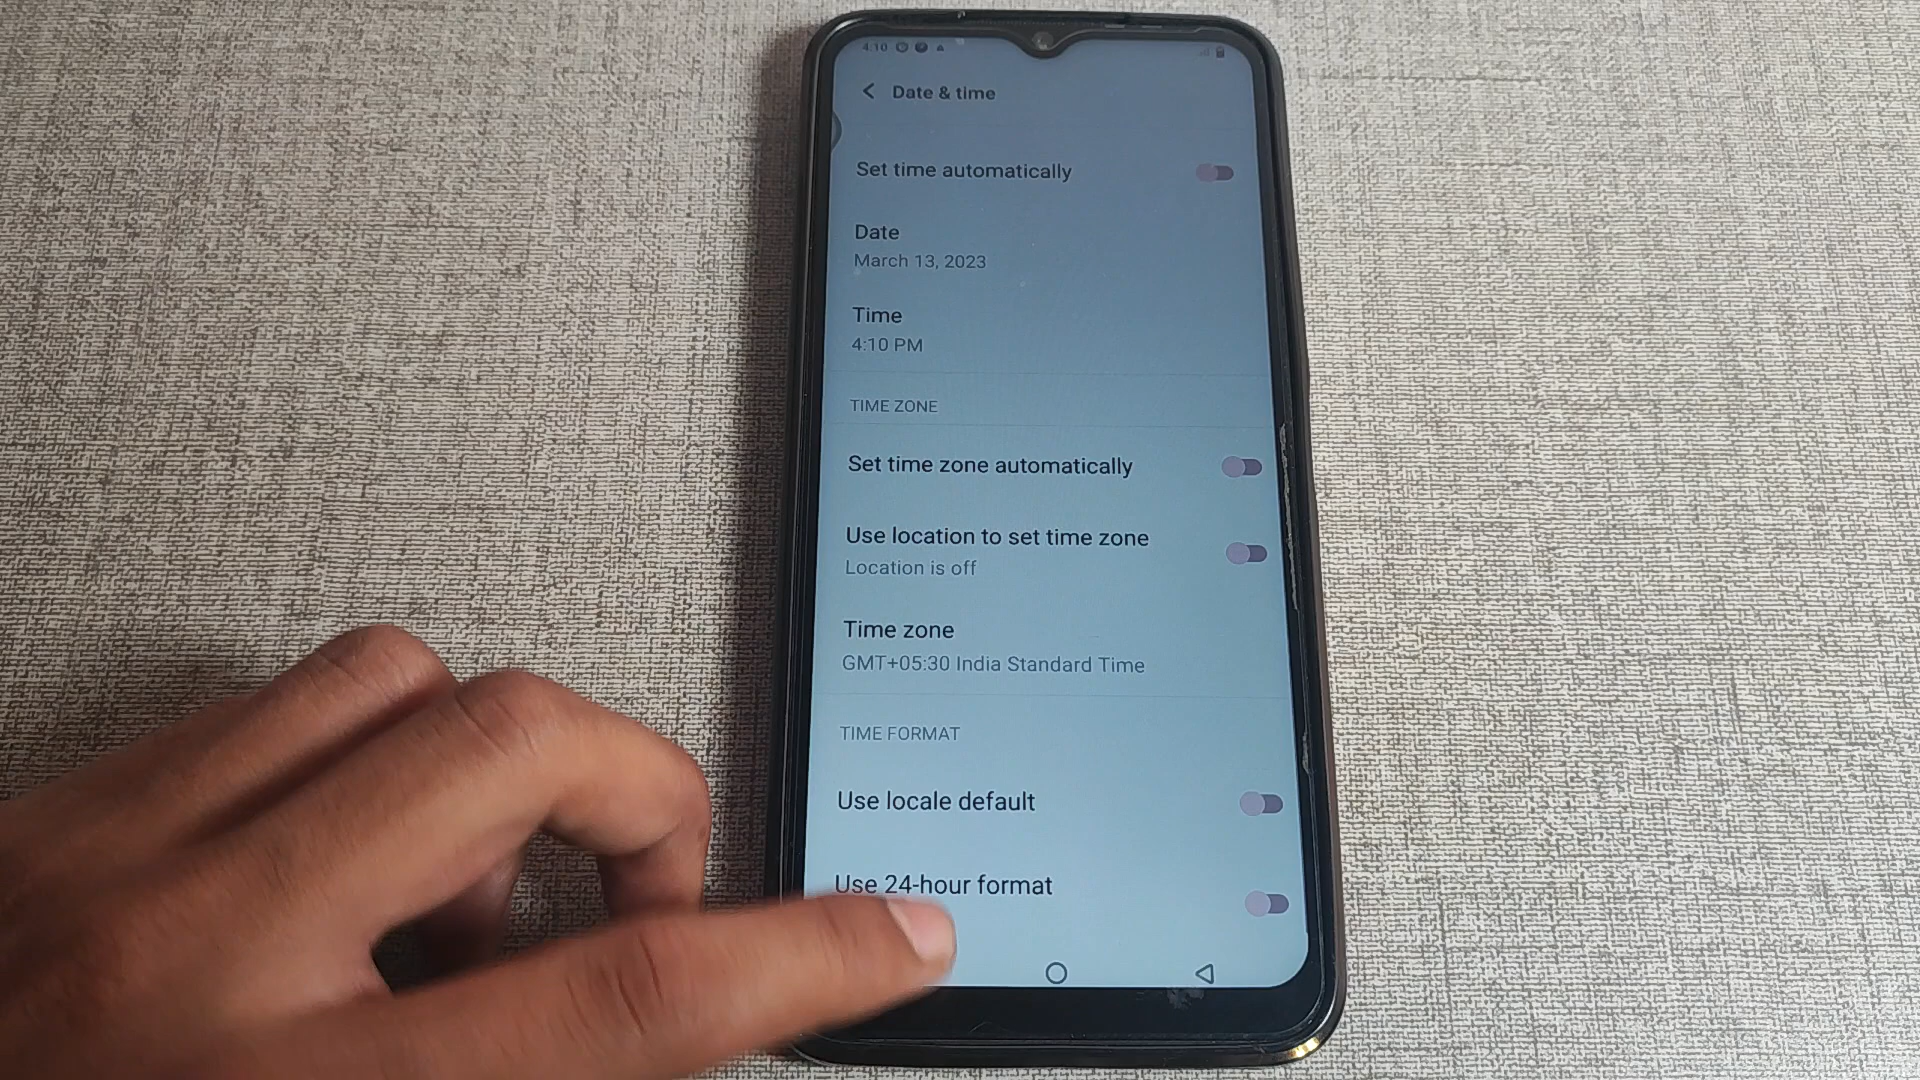 4:10
Date & time
Set time automatically
Date
March 13, 2023
Time
4:10 PM
TIME ZONE
Set time zone automatically
Use location to set time zone
Location is off
Time zone
GMT+05:30 India Standard Time
TIME FORMAT
Use locale default
Use 24-hour format